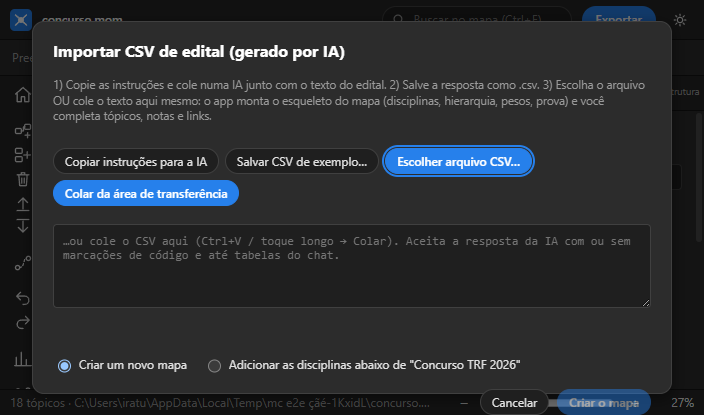 concurso.mom
Buscar no mapa (Ctrl+F)
Exportar
Importar CSV de edital (gerado por IA)
1) Copie as instruções e cole numa IA junto com o texto do edital. 2) Salve a resposta como .csv. 3) Escolha o arquivo
OU cole o texto aqui mesmo: o app monta o esqueleto do mapa (disciplinas, hierarquia, pesos, prova) e você
completa tópicos, notas e links.
Copiar instruções para a IA
Salvar CSV de exemplo...
Escolher arquivo CSV...
Colar da área de transferência
…ou cole o CSV aqui (Ctrl+V / toque longo → Colar). Aceita a resposta da IA com ou sem
marcações de código e até tabelas do chat.
Criar um novo mapa
Adicionar as disciplinas abaixo de "Concurso TRF 2026"
18 tópicos · C:\Users\iratu\AppData\Local\Temp\mc e2e çãé-1KxidL\concurso....
Cancelar
Criar o mapa
27%